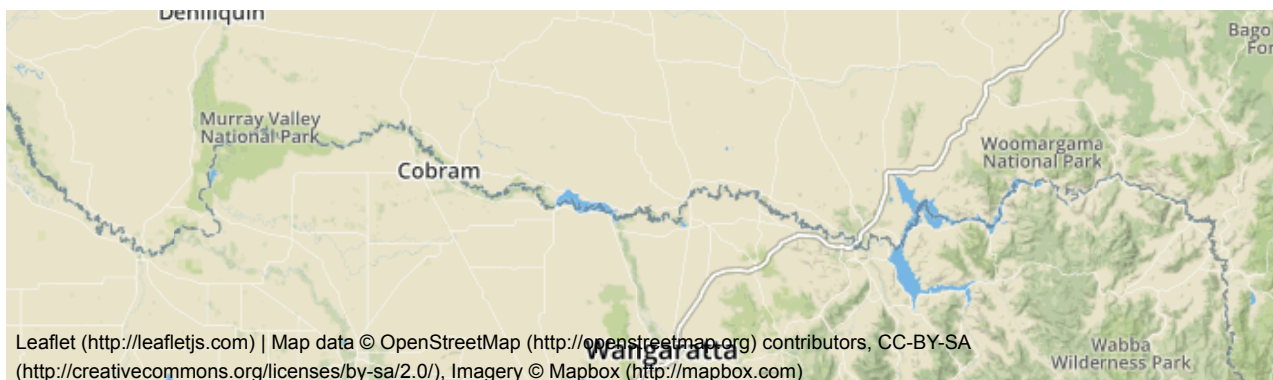 Deniliquin
Bago
For
Murray Valley
National Park
Woomargama
National Park
Cobram
Wangaratta
Wabba
Wilderness Park
Leaflet (http://leafletjs.com) | Map data © OpenStreetMap (http://openstreetmap.org) contributors, CC-BY-SA
(http://creativecommons.org/licenses/by-sa/2.0/), Imagery © Mapbox (http://mapbox.com)